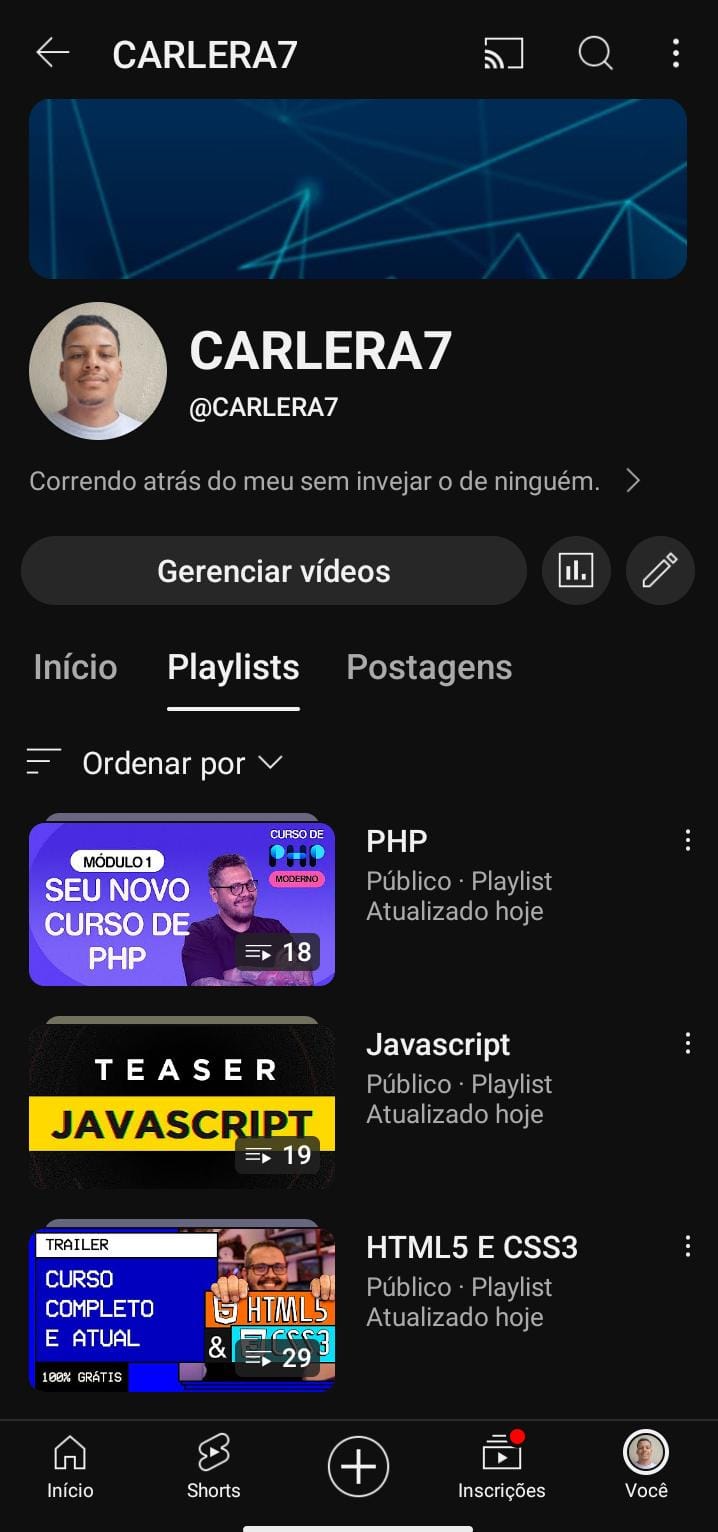 CARLERA7
CARLERA7
@CARLERA7
Correndo atrás do meu sem invejar o de ninguém.
Gerenciar vídeos
Início Playlists Postagens
Ordenar por
CURSO DE
PHP
MODERNO
MÓDULO 1
SEU NOVO
CURSO DE
PHP
18
PHP
Público · Playlist
Atualizado hoje
TEASER
JAVASCRIPT
19
Javascript
Público · Playlist
Atualizado hoje
TRAILER
CURSO
COMPLETO
E ATUAL
100% GRÁTIS
HTML5
& CSS3
29
HTML5 E CSS3
Público · Playlist
Atualizado hoje
Início Shorts Inscrições Você